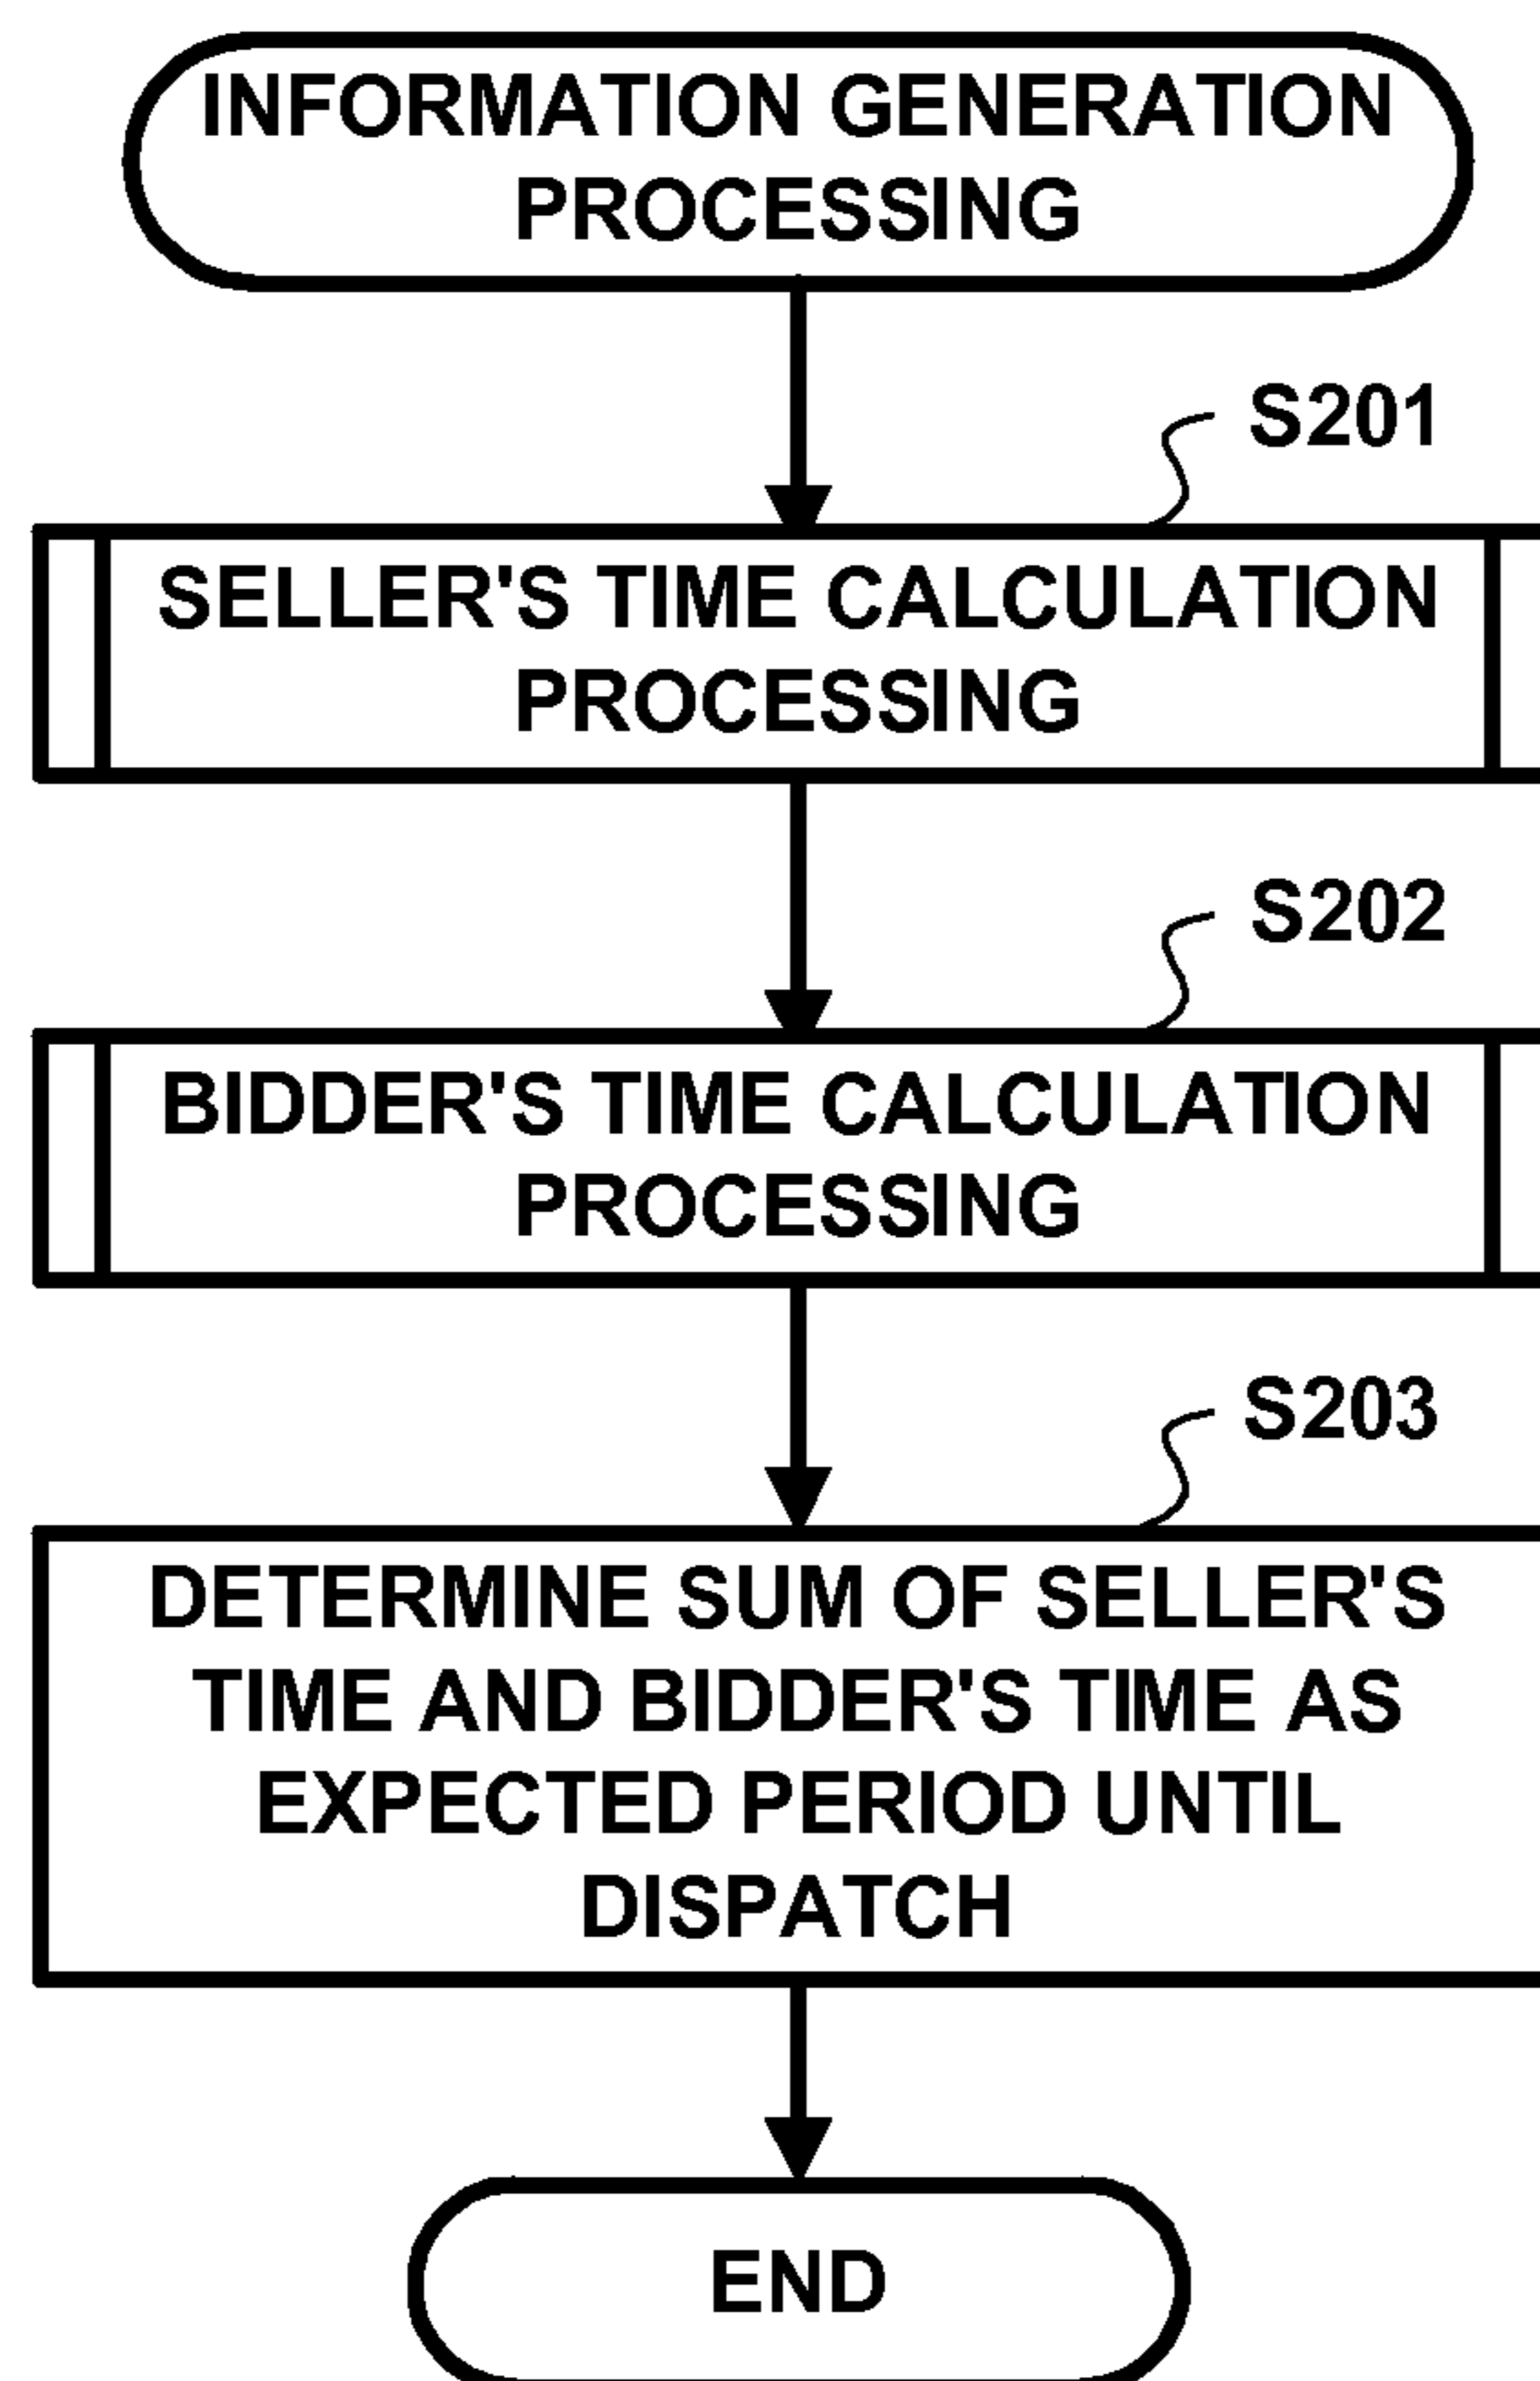 INFORMATION GENERATION
PROCESSING
S201
SELLER'S TIME CALCULATION
PROCESSING
S202
BIDDER'S TIME CALCULATION
PROCESSING
S203
DETERMINE SUM OF SELLER'S
TIME AND BIDDER'S TIME AS
EXPECTED PERIOD UNTIL
DISPATCH
END